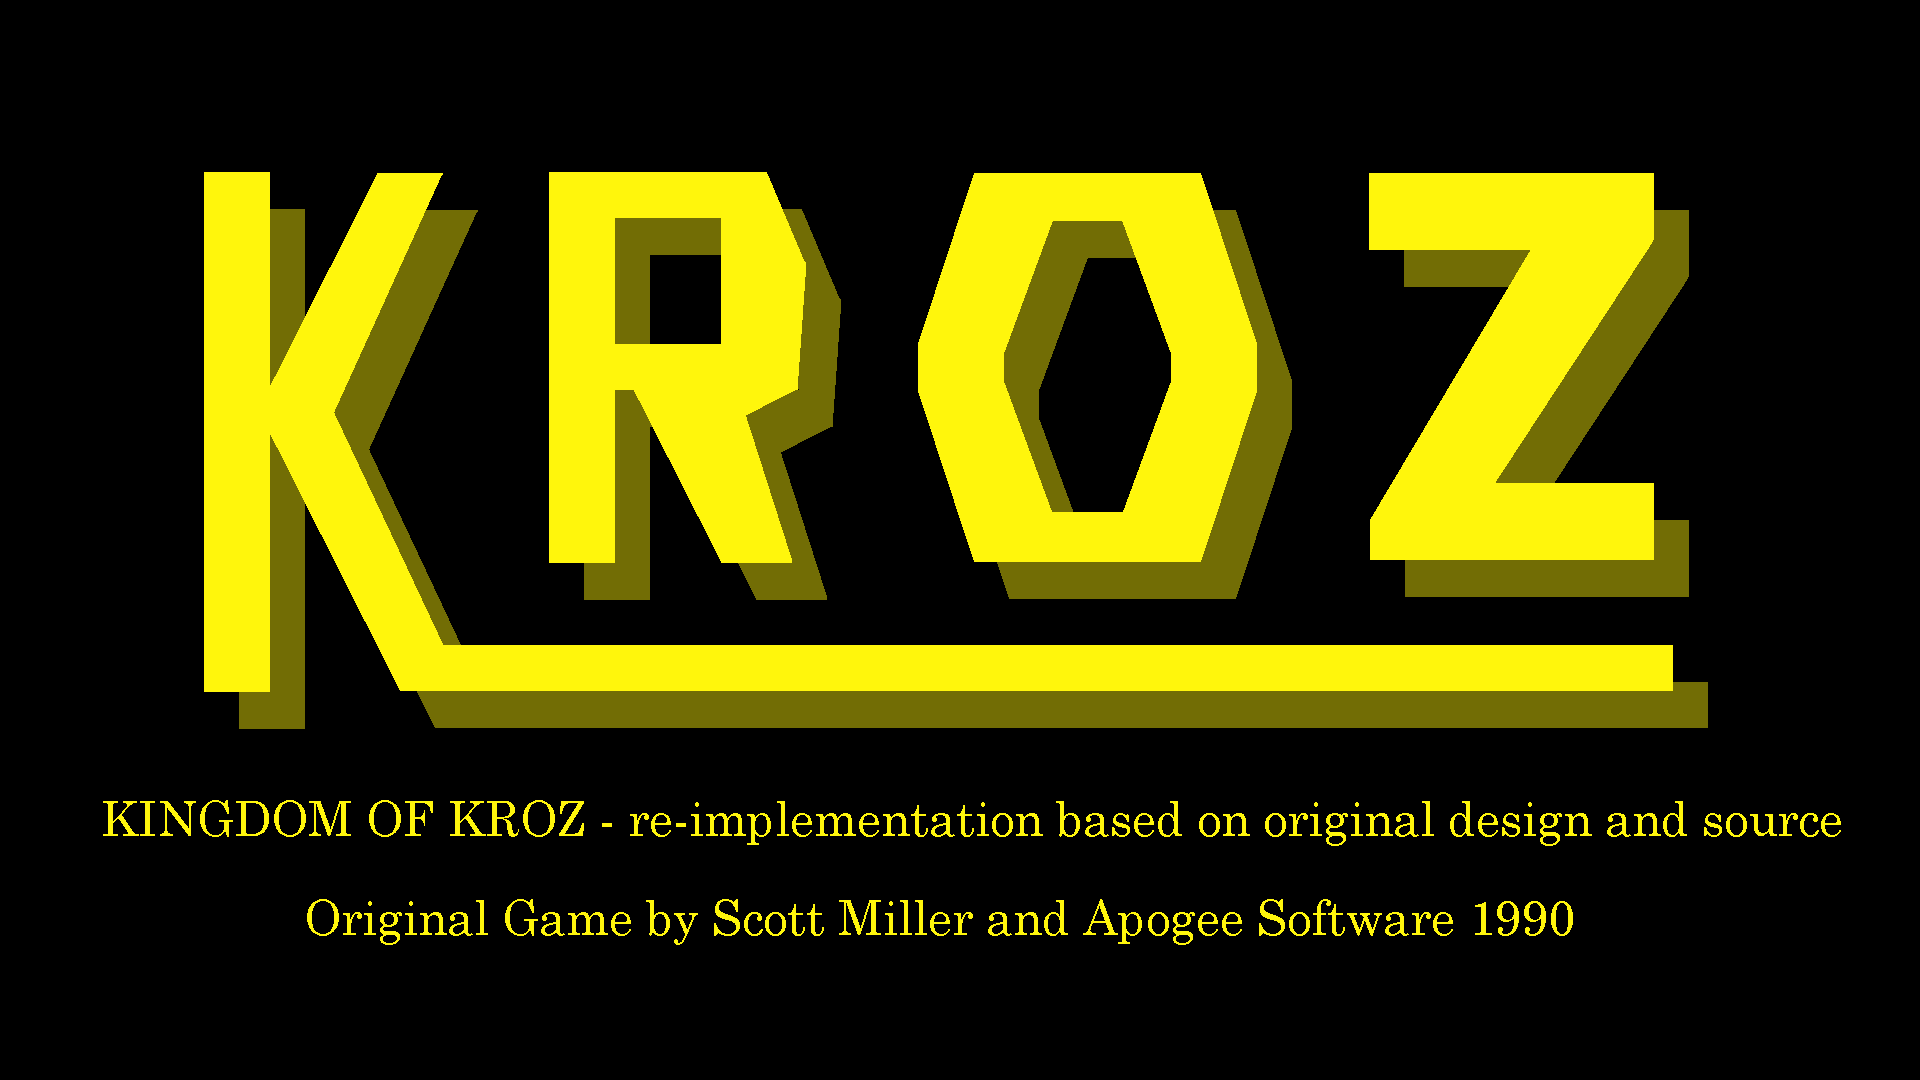 KROZ
KINGDOM OF KROZ - re-implementation based on original design and source
Original Game by Scott Miller and Apogee Software 1990